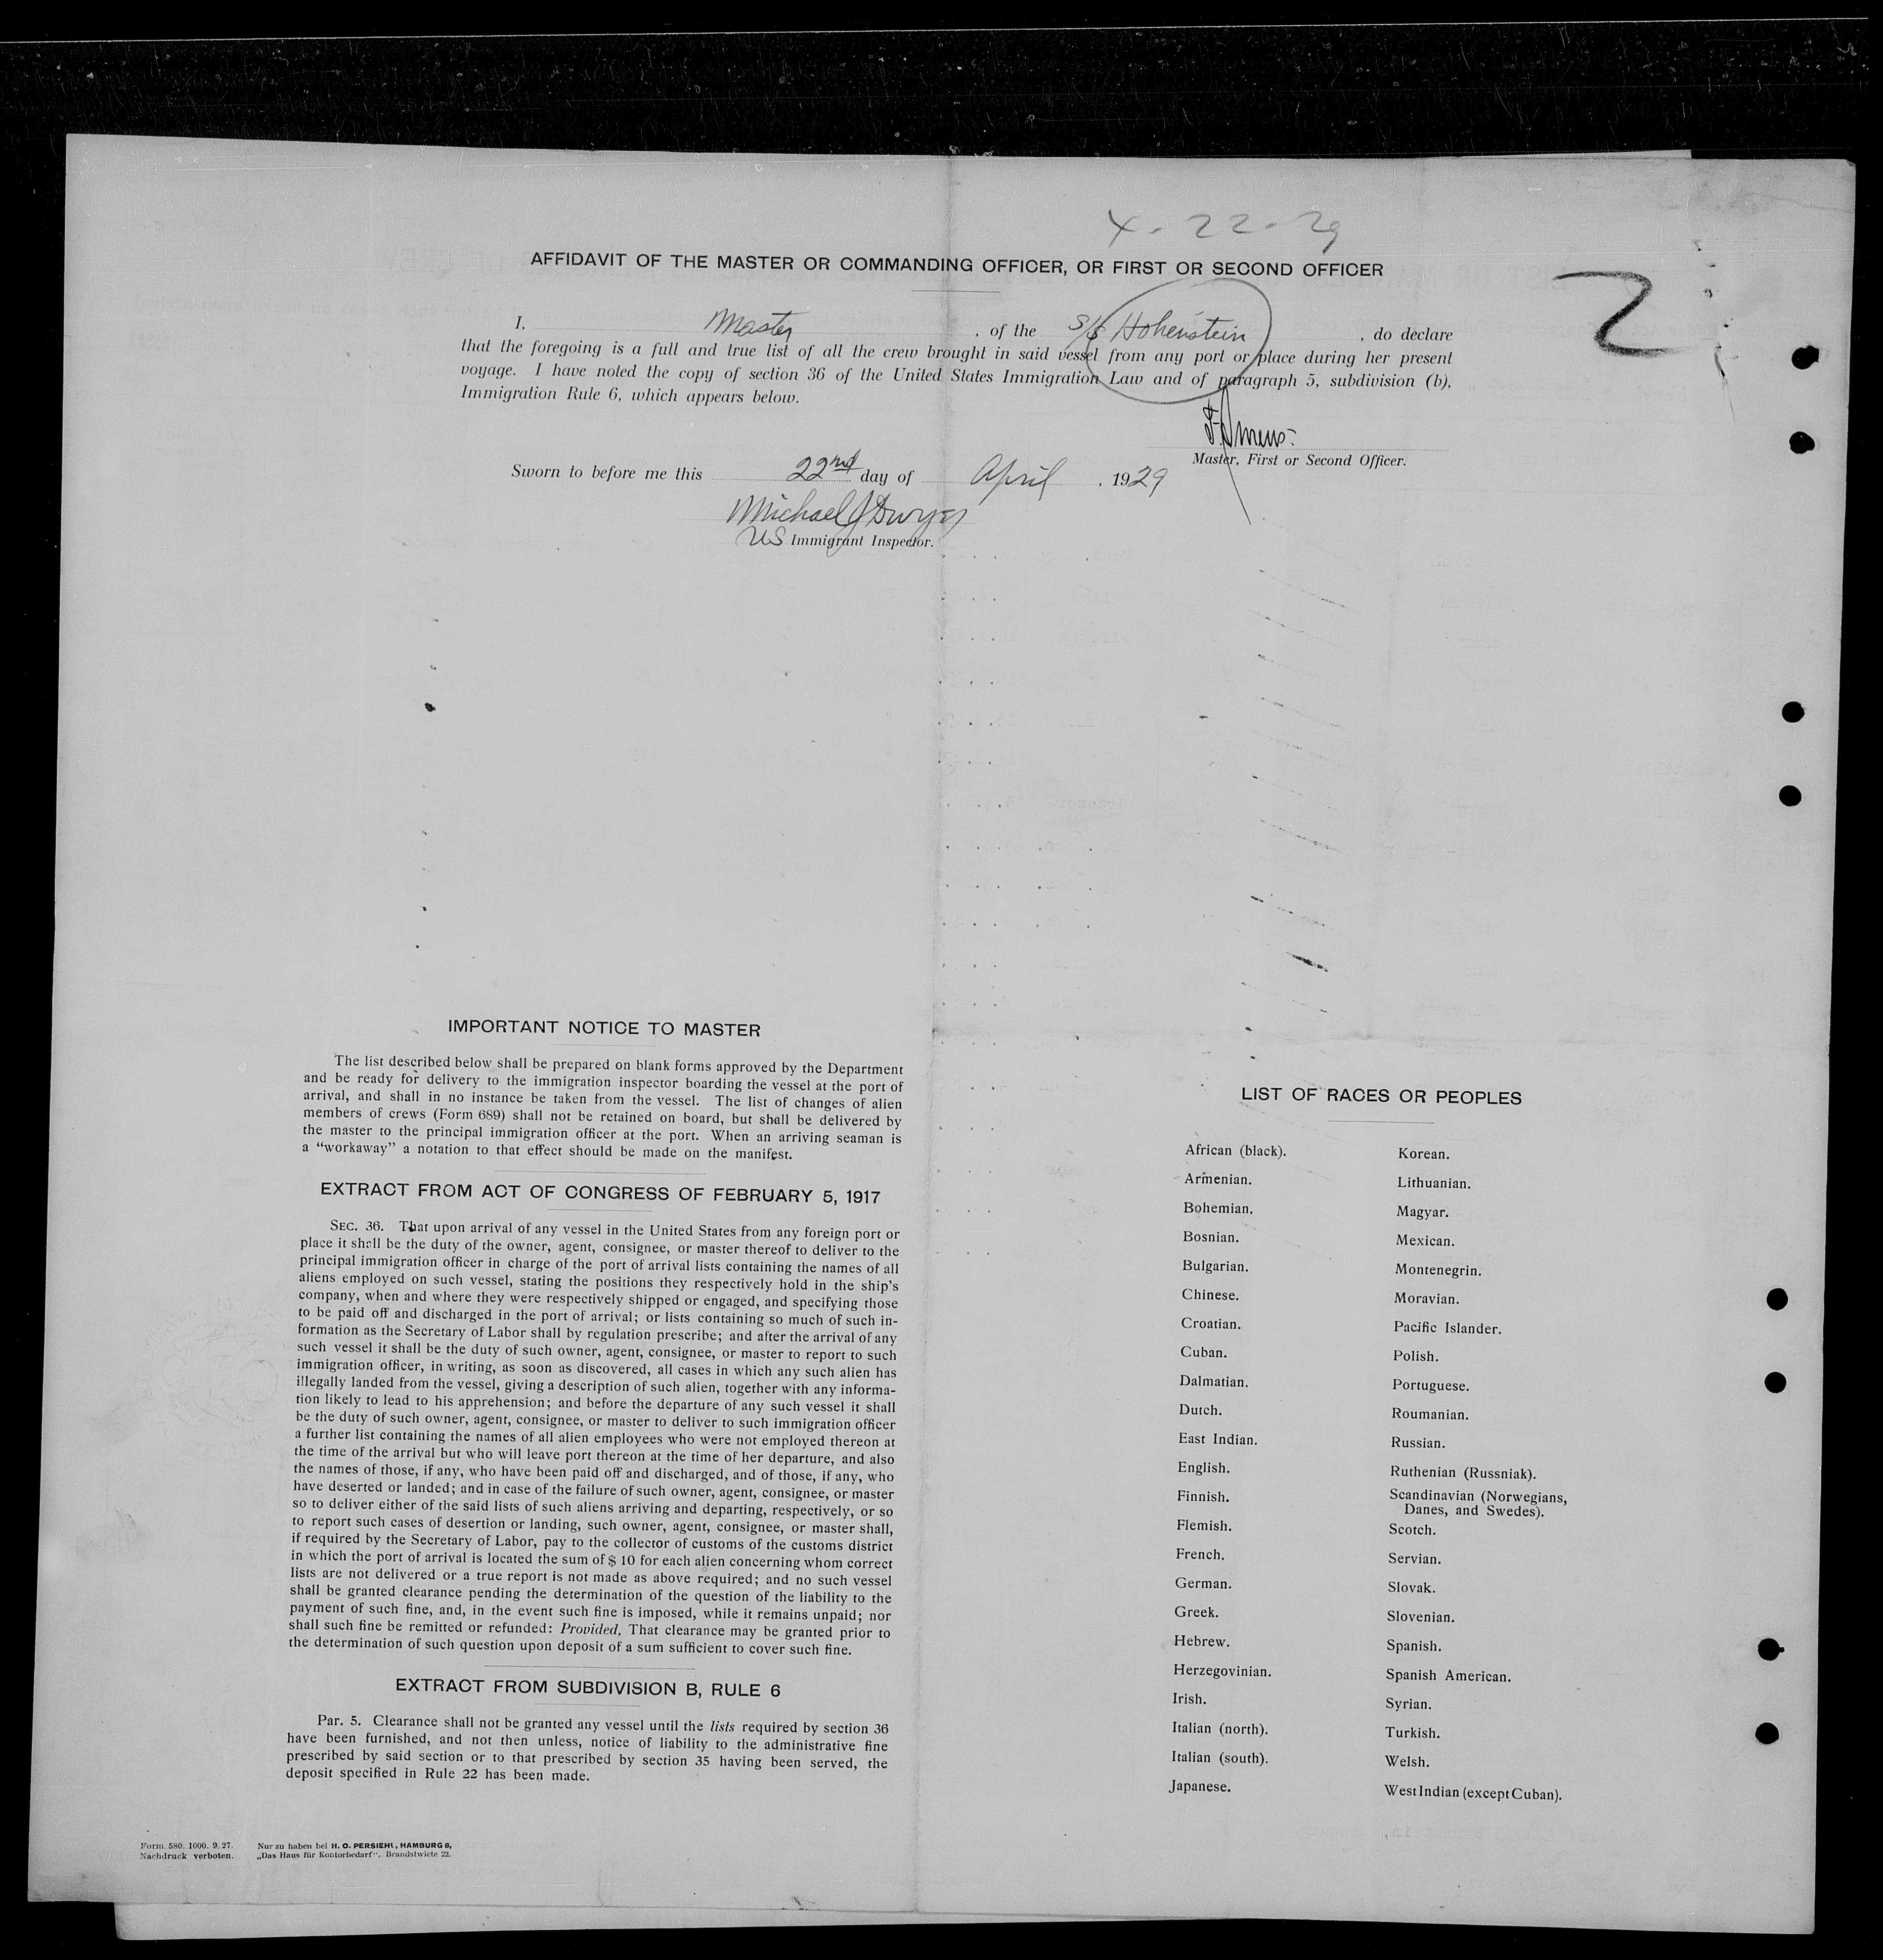 4-22-29
AFFIDAVIT OF THE MASTER OR COMMANDING OFFICER, OR FIRST OR SECOND OFFICER
2
I, Master, of the S/S Hohenstein, do declare
that the foregoing is a full and true list of all the crew brought in said vessel from any port or place during her present
voyage. I have noted the copy of section 36 of the United States Immigration Law and of paragraph 5, subdivision (b),
Immigration Rule 6, which appears below.
Master, First or Second Officer.
Sworn to before me this 22nd day of April, 1929
Michael J Dwyer
US Immigrant Inspector.
IMPORTANT NOTICE TO MASTER
The list described below shall be prepared on blank forms approved by the Department
and be ready for delivery to the immigration inspector boarding the vessel at the port of
arrival, and shall in no instance be taken from the vessel. The list of changes of alien
members of crews (Form 689) shall not be retained on board, but shall be delivered by
the master to the principal immigration officer at the port. When an arriving seaman is
a “workaway” a notation to that effect should be made on the manifest.
EXTRACT FROM ACT OF CONGRESS OF FEBRUARY 5, 1917
SEC. 36. That upon arrival of any vessel in the United States from any foreign port or
place it shall be the duty of the owner, agent, consignee, or master thereof to deliver to the
principal immigration officer in charge of the port of arrival lists containing the names of all
aliens employed on such vessel, stating the positions they respectively hold in the ship's
company, when and where they were respectively shipped or engaged, and specifying those
to be paid off and discharged in the port of arrival; or lists containing so much of such in-
formation as the Secretary of Labor shall by regulation prescribe; and after the arrival of any
such vessel it shall be the duty of such owner, agent, consignee, or master to report to such
immigration officer, in writing, as soon as discovered, all cases in which any such alien has
illegally landed from the vessel, giving a description of such alien, together with any informa-
tion likely to lead to his apprehension; and before the departure of any such vessel it shall
be the duty of such owner, agent, consignee, or master to deliver to such immigration officer
a further list containing the names of all alien employees who were not employed thereon at
the time of the arrival but who will leave port thereon at the time of her departure, and also
the names of those, if any, who have been paid off and discharged, and of those, if any, who
have deserted or landed; and in case of the failure of such owner, agent, consignee, or master
so to deliver either of the said lists of such aliens arriving and departing, respectively, or so
to report such cases of desertion or landing, such owner, agent, consignee, or master shall,
if required by the Secretary of Labor, pay to the collector of customs of the customs district
in which the port of arrival is located the sum of $ 10 for each alien concerning whom correct
lists are not delivered or a true report is not made as above required; and no such vessel
shall be granted clearance pending the determination of the question of the liability to the
payment of such fine, and, in the event such fine is imposed, while it remains unpaid; nor
shall such fine be remitted or refunded: Provided, That clearance may be granted prior to
the determination of such question upon deposit of a sum sufficient to cover such fine.
EXTRACT FROM SUBDIVISION B, RULE 6
Par. 5. Clearance shall not be granted any vessel until the lists required by section 36
have been furnished, and not then unless, notice of liability to the administrative fine
prescribed by said section or to that prescribed by section 35 having been served, the
deposit specified in Rule 22 has been made.
LIST OF RACES OR PEOPLES
African (black).
Armenian.
Bohemian.
Bosnian.
Bulgarian.
Chinese.
Croatian.
Cuban.
Dalmatian.
Dutch.
East Indian.
English.
Finnish.
Flemish.
French.
German.
Greek.
Hebrew.
Herzegovinian.
Irish.
Italian (north).
Italian (south).
Japanese.
Korean.
Lithuanian.
Magyar.
Mexican.
Montenegrin.
Moravian.
Pacific Islander.
Polish.
Portuguese.
Roumanian.
Russian.
Ruthenian (Russniak).
Scandinavian (Norwegians,
Danes, and Swedes).
Scotch.
Servian.
Slovak.
Slovenian.
Spanish.
Spanish American.
Syrian.
Turkish.
Welsh.
West Indian (except Cuban).
Form. 580. 1000. 9. 27.
Nachdruck verboten.
Nur zu haben bei H. O. PERSIEHL, HAMBURG 8,
„Das Haus für Kontorbedarf“, Brandstwiete 22.